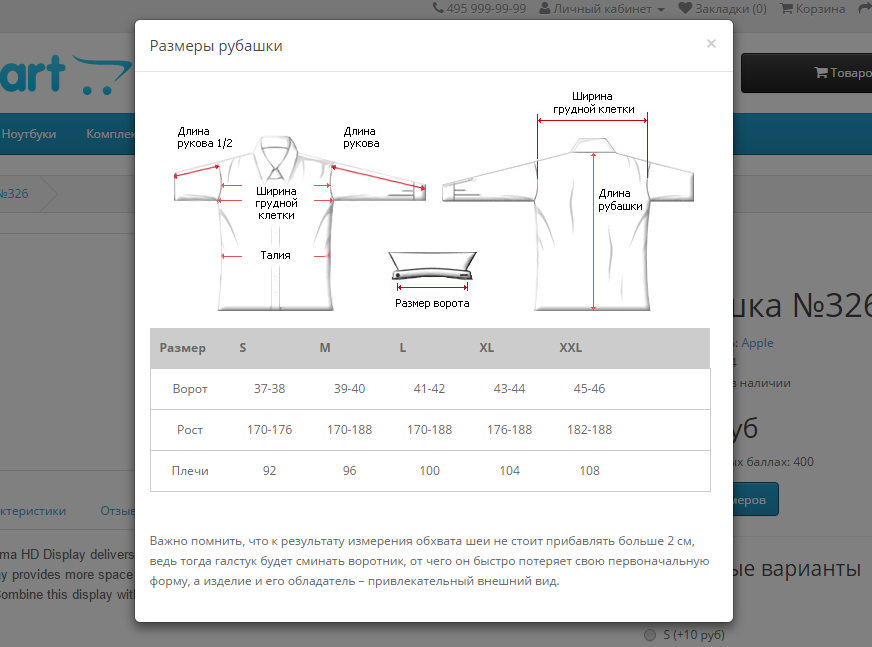 495 999-99-99 Личный кабинет Закладки (0) Корзина
art
Товаро
Ноутбуки Комплек
№326
Размеры рубашки ×
Длина
рукова 1/2
Длина
рукова
Ширина
грудной
клетки
Талия
Размер ворота
Ширина
грудной клетки
Длина
рубашки
Размер S M L XL XXL
Ворот 37-38 39-40 41-42 43-44 45-46
Рост 170-176 170-188 170-188 176-188 182-188
Плечи 92 96 100 104 108
Важно помнить, что к результату измерения обхвата шеи не стоит прибавлять больше 2 см,
ведь тогда галстук будет сминать воротник, от чего он быстро потеряет свою первоначальную
форму, а изделие и его обладатель – привлекательный внешний вид.
шка №326
ь: Apple
4
в наличии
уб
ых баллах: 400
меров
ые варианты
S (+10 руб)
ктеристики Отзыв
ma HD Display delivers
gy provides more space
Combine this display wit